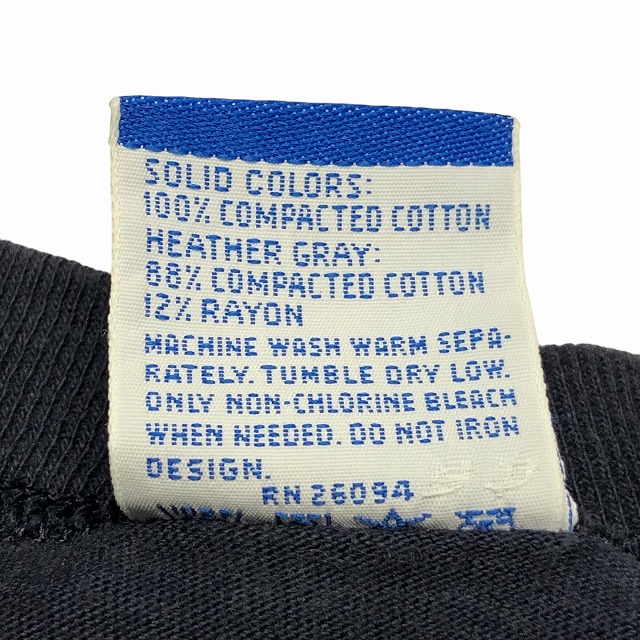 SOLID COLORS:
100% COMPACTED COTTON
HEATHER GRAY:
88% COMPACTED COTTON
12% RAYON
MACHINE WASH WARM SEPA-
RATELY. TUMBLE DRY LOW.
ONLY NON-CHLORINE BLEACH
WHEN NEEDED. DO NOT IRON
DESIGN.
RN 26094